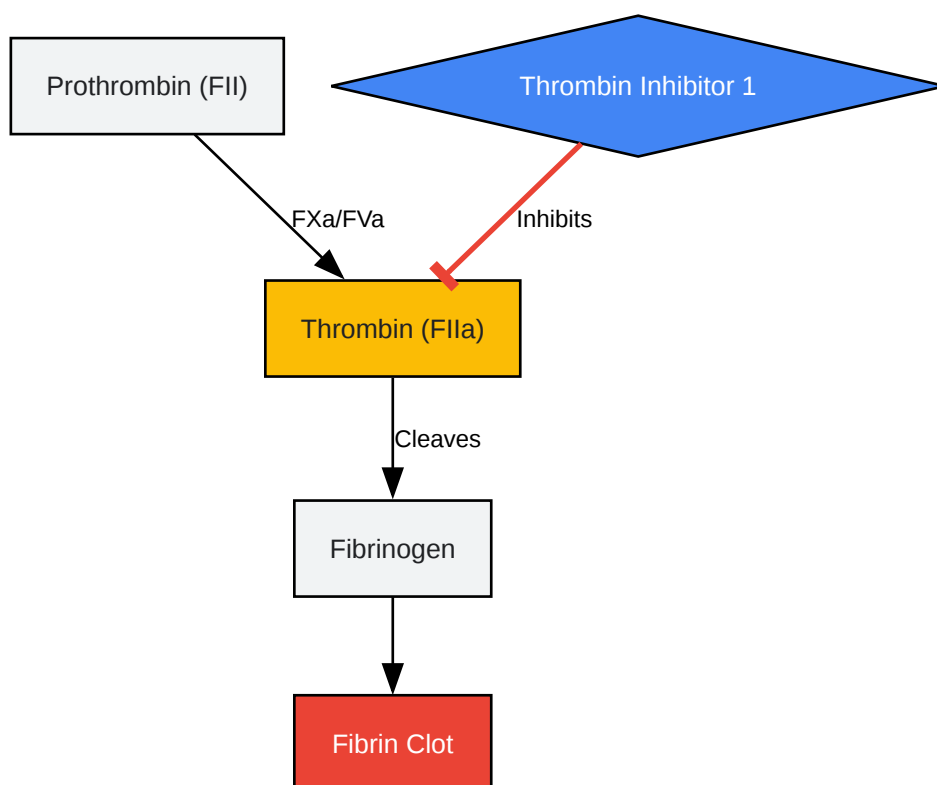 Prothrombin (FII)
Thrombin Inhibitor 1
FXa/FVa
Inhibits
Thrombin (FIIa)
Cleaves
Fibrinogen
Fibrin Clot